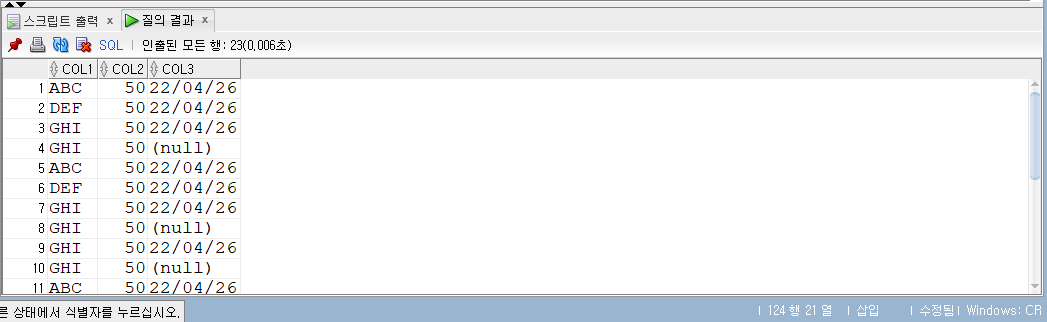 스크립트 출력 x 질의 결과 x
SQL | 인출된 모든 행: 23(0,006초)
COL1 COL2 COL3
1 ABC 50 22/04/26
2 DEF 50 22/04/26
3 GHI 50 22/04/26
4 GHI 50 (null)
5 ABC 50 22/04/26
6 DEF 50 22/04/26
7 GHI 50 22/04/26
8 GHI 50 (null)
9 GHI 50 22/04/26
10 GHI 50 (null)
11 ABC 50 22/04/26
른 상태에서 식별자를 누르십시오. | 124 행 21 열 | 삽입 | 수정됨 | Windows: CR